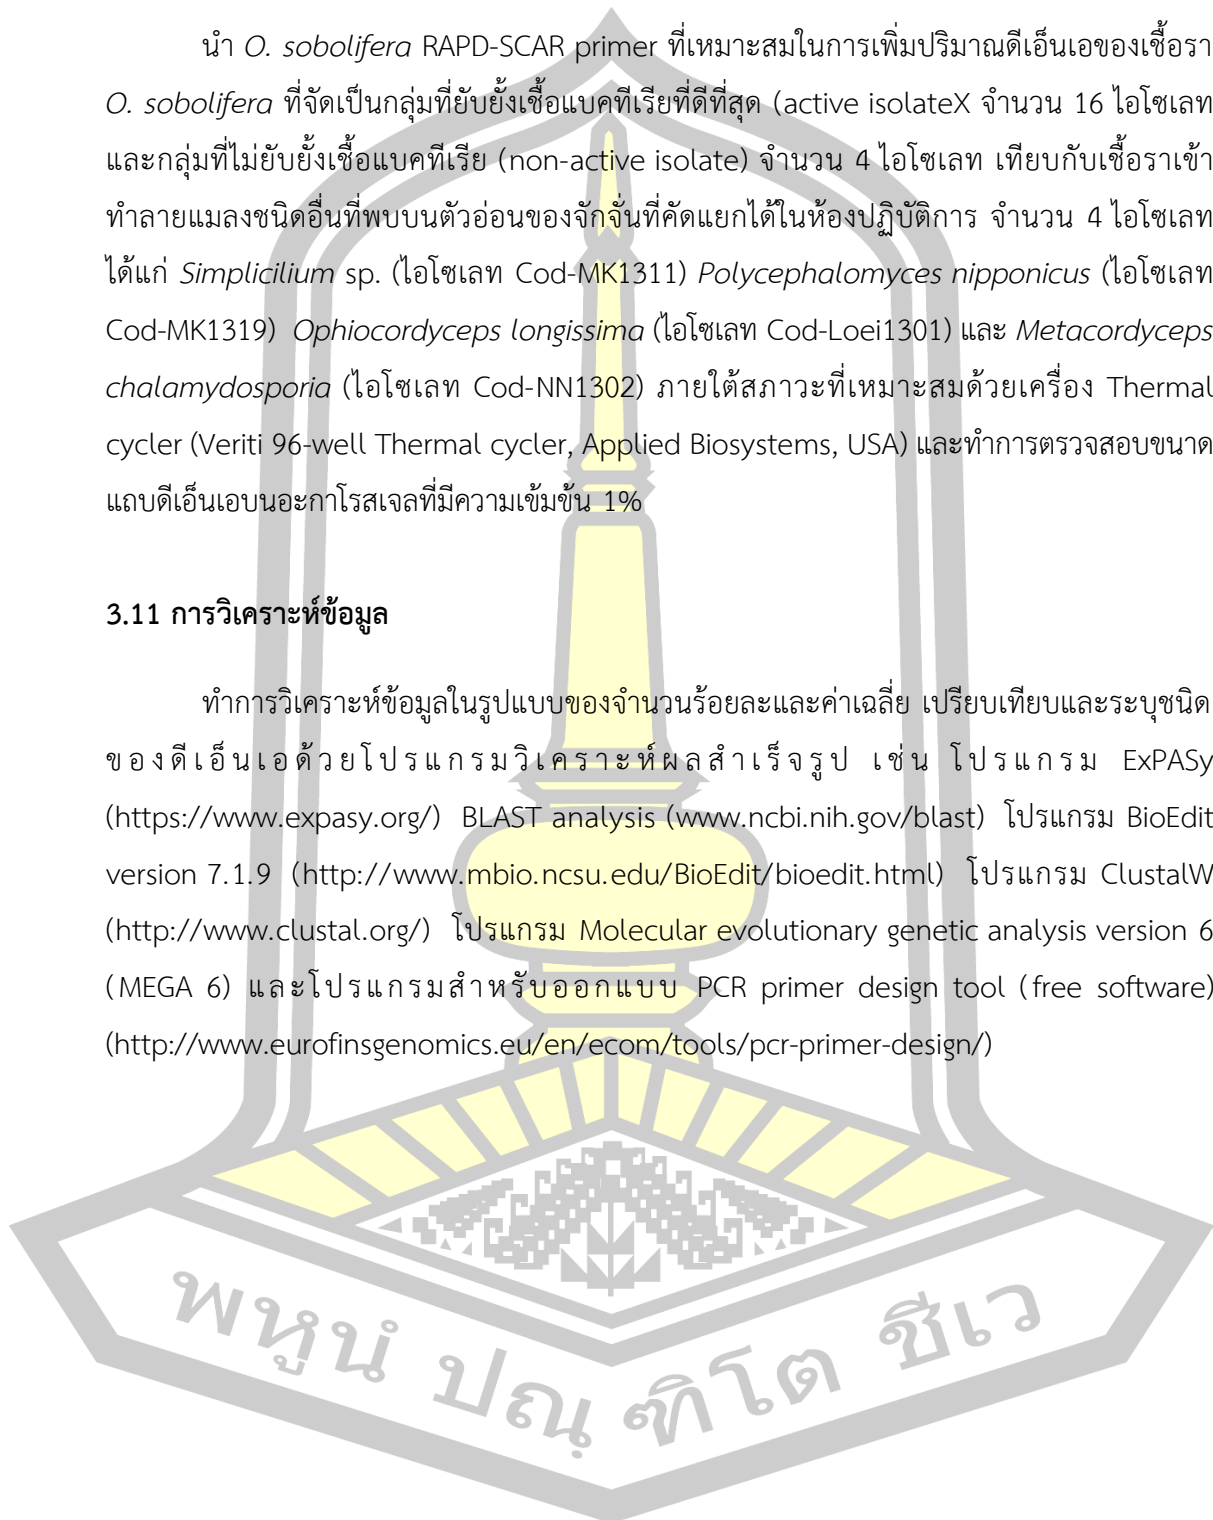 นำ O. sobolifera RAPD-SCAR primer ที่เหมาะสมในการเพิ่มปริมาณดีเอ็นเอของเชื้อรา
O. sobolifera ที่จัดเป็นกลุ่มที่ยับยั้งเชื้อแบคทีเรียที่ดีที่สุด (active isolateX จำนวน 16 ไอโซเลท
และกลุ่มที่ไม่ยับยั้งเชื้อแบคทีเรีย (non-active isolate) จำนวน 4 ไอโซเลท เทียบกับเชื้อราเข้า
ทำลายแมลงชนิดอื่นที่พบบนตัวอ่อนของจักจั่นที่คัดแยกได้ในห้องปฏิบัติการ จำนวน 4 ไอโซเลท
ได้แก่ Simplicilium sp. (ไอโซเลท Cod-MK1311) Polycephalomyces nipponicus (ไอโซเลท
Cod-MK1319) Ophiocordyceps longissima (ไอโซเลท Cod-Loei1301) และ Metacordyceps
chalamydosporia (ไอโซเลท Cod-NN1302) ภายใต้สภาวะที่เหมาะสมด้วยเครื่อง Thermal
cycler (Veriti 96-well Thermal cycler, Applied Biosystems, USA) และทำการตรวจสอบขนาด
แถบดีเอ็นเอบนอะกาโรสเจลที่มีความเข้มข้น 1%
3.11 การวิเคราะห์ข้อมูล
ทำการวิเคราะห์ข้อมูลในรูปแบบของจำนวนร้อยละและค่าเฉลี่ย เปรียบเทียบและระบุชนิด
ของดีเอ็นเอด้วยโปรแกรมวิเคราะห์ผลสำเร็จรูป เช่น โปรแกรม ExPASy
(https://www.expasy.org/) BLAST analysis (www.ncbi.nih.gov/blast) โปรแกรม BioEdit
version 7.1.9 (http://www.mbio.ncsu.edu/BioEdit/bioedit.html) โปรแกรม ClustalW
(http://www.clustal.org/) โปรแกรม Molecular evolutionary genetic analysis version 6
(MEGA 6) และโปรแกรมสำหรับออกแบบ PCR primer design tool (free software)
(http://www.eurofinsgenomics.eu/en/ecom/tools/pcr-primer-design/)
พหูนํ ปณฺฑิโต ชีเว